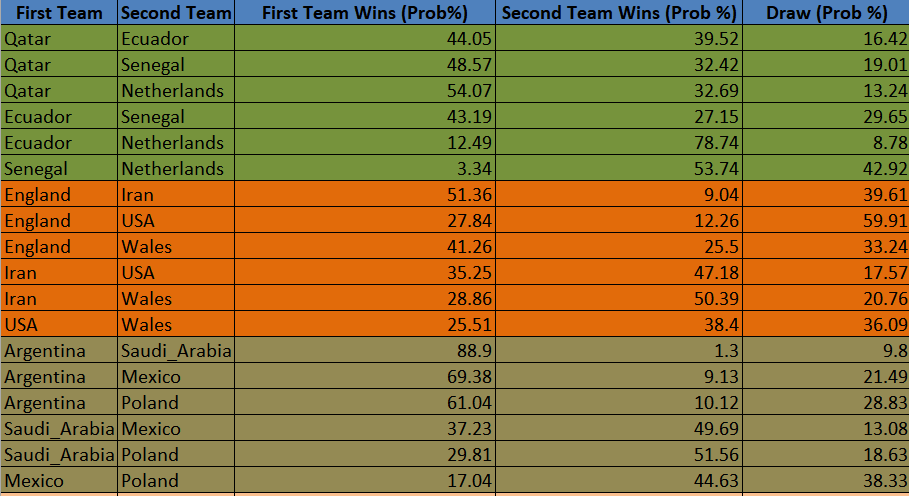 First Team Second Team First Team Wins (Prob%) Second Team Wins (Prob %) Draw (Prob %)
Qatar Ecuador 44.05 39.52 16.42
Qatar Senegal 48.57 32.42 19.01
Qatar Netherlands 54.07 32.69 13.24
Ecuador Senegal 43.19 27.15 29.65
Ecuador Netherlands 12.49 78.74 8.78
Senegal Netherlands 3.34 53.74 42.92
England Iran 51.36 9.04 39.61
England USA 27.84 12.26 59.91
England Wales 41.26 25.5 33.24
Iran USA 35.25 47.18 17.57
Iran Wales 28.86 50.39 20.76
USA Wales 25.51 38.4 36.09
Argentina Saudi_Arabia 88.9 1.3 9.8
Argentina Mexico 69.38 9.13 21.49
Argentina Poland 61.04 10.12 28.83
Saudi_Arabia Mexico 37.23 49.69 13.08
Saudi_Arabia Poland 29.81 51.56 18.63
Mexico Poland 17.04 44.63 38.33